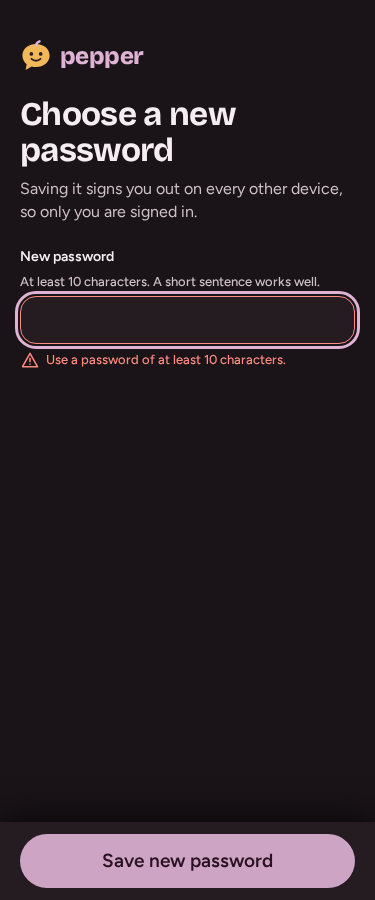 pepper
Choose a new
password
Saving it signs you out on every other device,
so only you are signed in.
New password
At least 10 characters. A short sentence works well.
Use a password of at least 10 characters.
Save new password